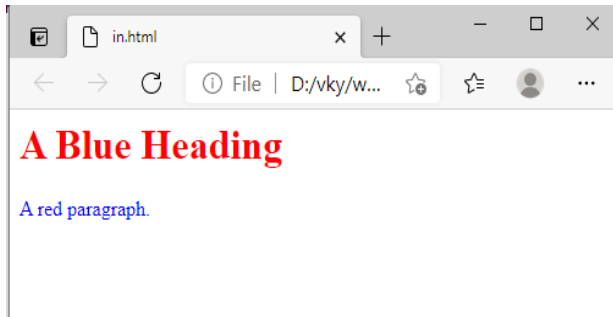 in.html
File | D:/vky/w...
A Blue Heading
A red paragraph.